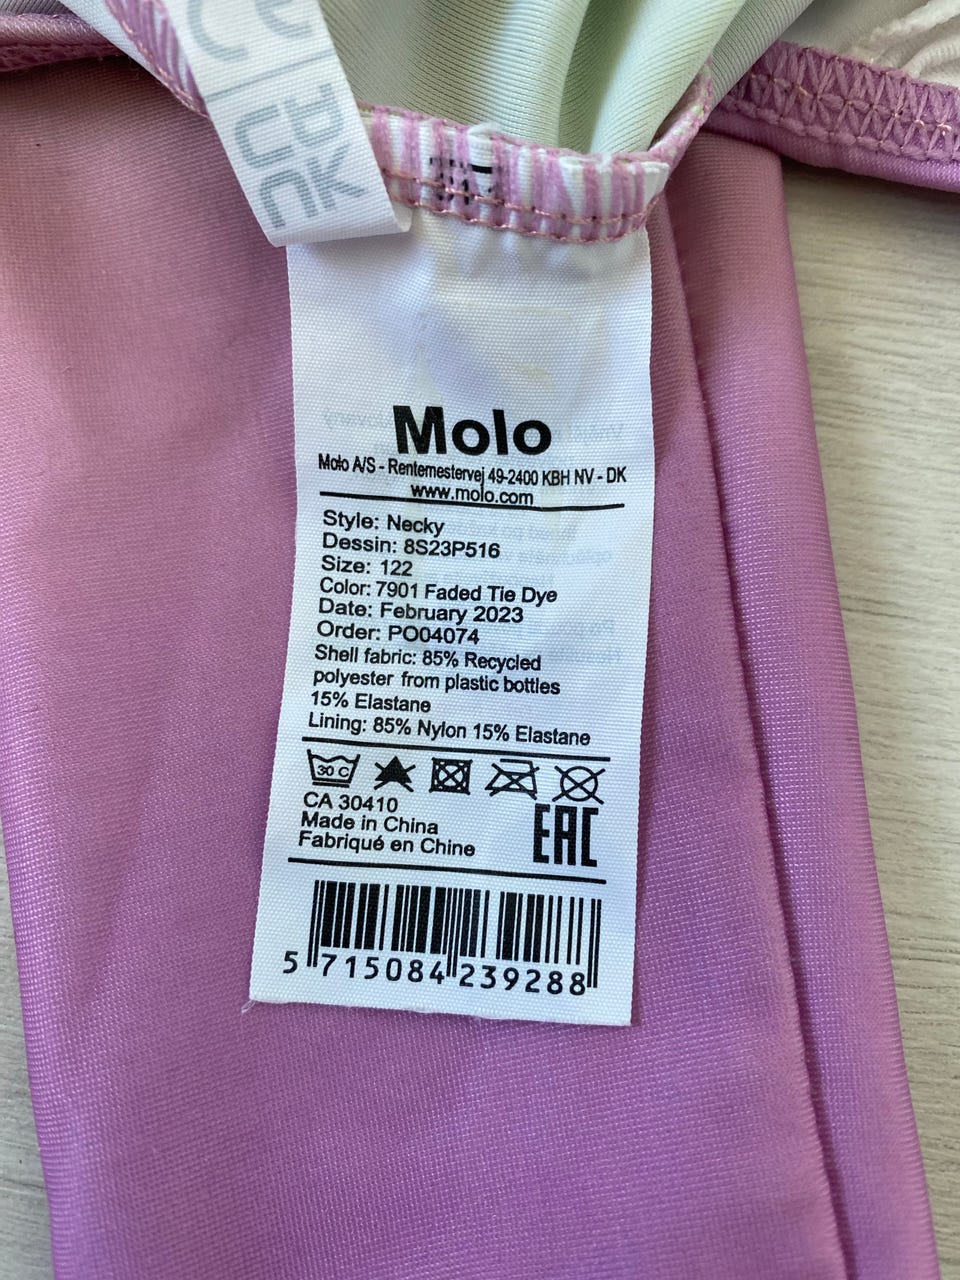 Molo
Molo A/S - Rentemestervej 49-2400 KBH NV - DK
www.molo.com
Style: Necky
Dessin: 8S23P516
Size: 122
Color: 7901 Faded Tie Dye
Date: February 2023
Order: PO04074
Shell fabric: 85% Recycled
polyester from plastic bottles
15% Elastane
Lining: 85% Nylon 15% Elastane
30 C
CA 30410
Made in China
Fabriqué en Chine
EAC
5 715084 239288